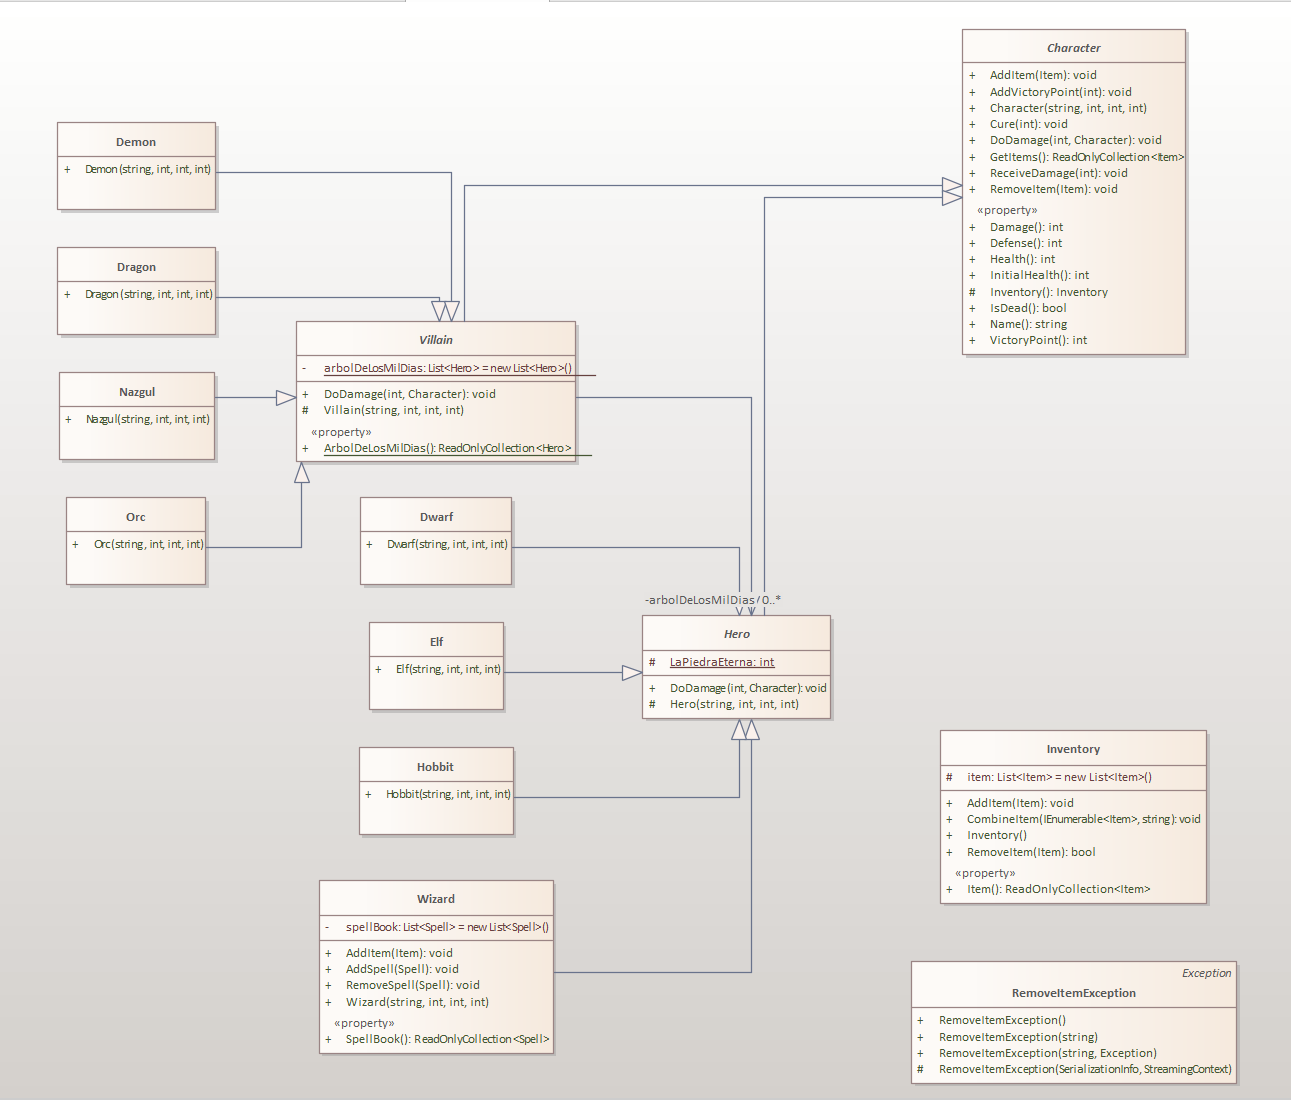 Character
+ AddItem(Item): void
+ AddVictoryPoint(int): void
+ Character(string, int, int, int)
+ Cure(int): void
+ DoDamage(int, Character): void
+ GetItems(): ReadOnlyCollection<Item>
+ ReceiveDamage(int): void
+ RemoveItem(Item): void
«property»
+ Damage(): int
+ Defense(): int
+ Health(): int
+ InitialHealth(): int
# Inventory(): Inventory
+ IsDead(): bool
+ Name(): string
+ VictoryPoint(): int
Demon
+ Demon(string, int, int, int)
Dragon
+ Dragon(string, int, int, int)
Villain
- arbolDeLosMilDias: List<Hero> = new List<Hero>()
+ DoDamage(int, Character): void
# Villain(string, int, int, int)
«property»
+ ArbolDeLosMilDias(): ReadOnlyCollection<Hero>
Nazgul
+ Nazgul(string, int, int, int)
Orc
+ Orc(string, int, int, int)
Dwarf
+ Dwarf(string, int, int, int)
-arbolDeLosMilDias 0..*
Elf
+ Elf(string, int, int, int)
Hero
# LaPiedraEterna: int
+ DoDamage(int, Character): void
# Hero(string, int, int, int)
Hobbit
+ Hobbit(string, int, int, int)
Inventory
# item: List<Item> = new List<Item>()
+ AddItem(Item): void
+ CombineItem(IEnumerable<Item>, string): void
+ Inventory()
+ RemoveItem(Item): bool
«property»
+ Item(): ReadOnlyCollection<Item>
Wizard
- spellBook: List<Spell> = new List<Spell>()
+ AddItem(Item): void
+ AddSpell(Spell): void
+ RemoveSpell(Spell): void
+ Wizard(string, int, int, int)
«property»
+ SpellBook(): ReadOnlyCollection<Spell>
Exception
RemoveItemException
+ RemoveItemException()
+ RemoveItemException(string)
+ RemoveItemException(string, Exception)
# RemoveItemException(SerializationInfo, StreamingContext)